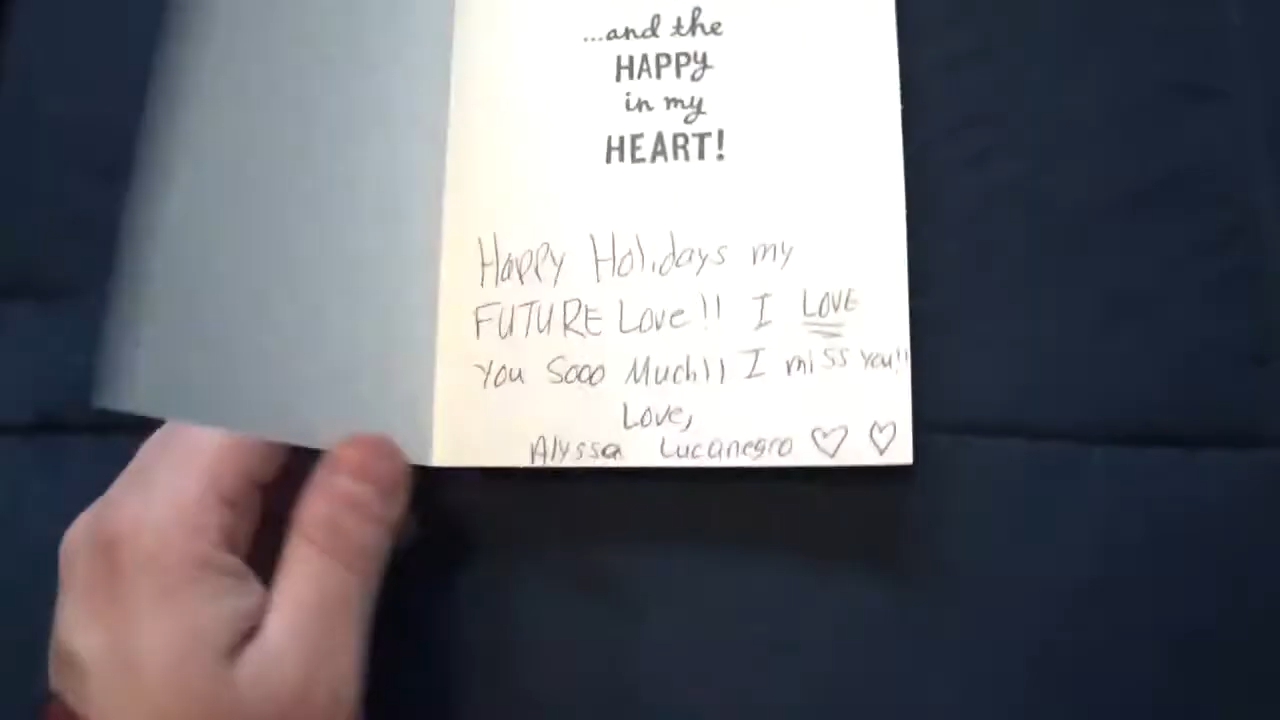 ...and the
HAPPY
in my
HEART!
Happy Holidays my
FUTURE Love!! I LOVE
You Sooo Much!! I miss you!!
Love,
Alyssa Lucanegro ♡ ♡